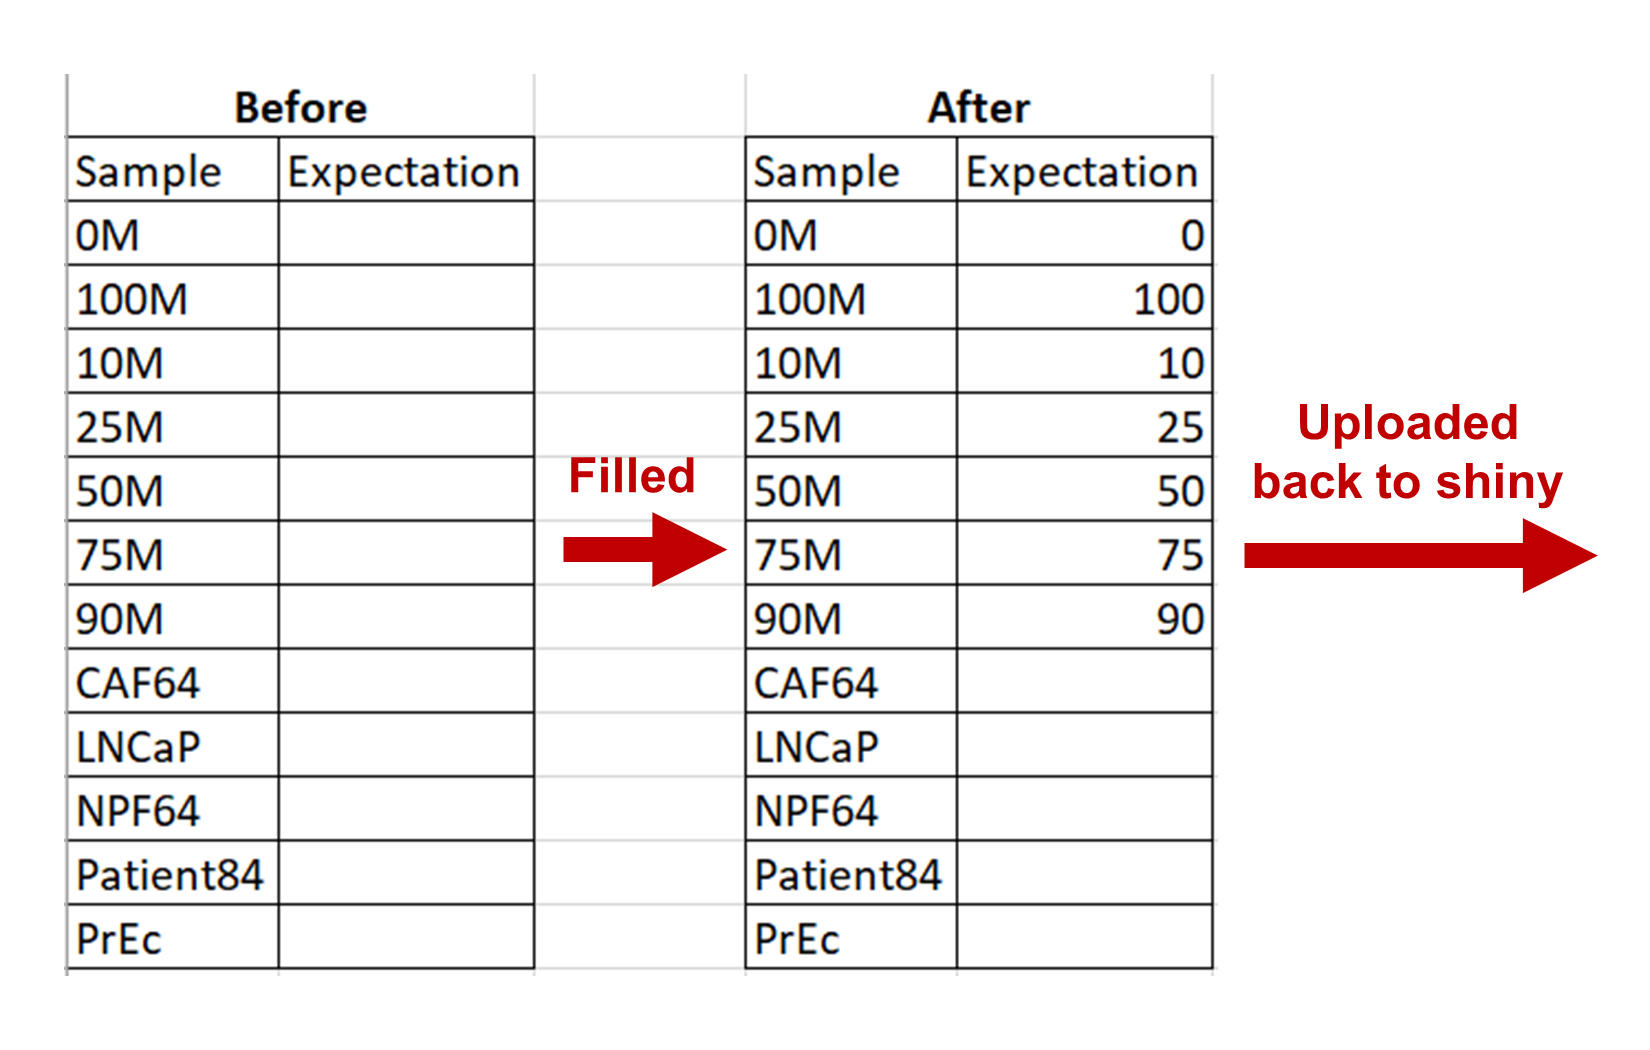 Before
Sample Expectation
0M
100M
10M
25M
50M
75M
90M
CAF64
LNCaP
NPF64
Patient84
PrEc
Filled
After
Sample Expectation
0M 0
100M 100
10M 10
25M 25
50M 50
75M 75
90M 90
CAF64
LNCaP
NPF64
Patient84
PrEc
Uploaded
back to shiny